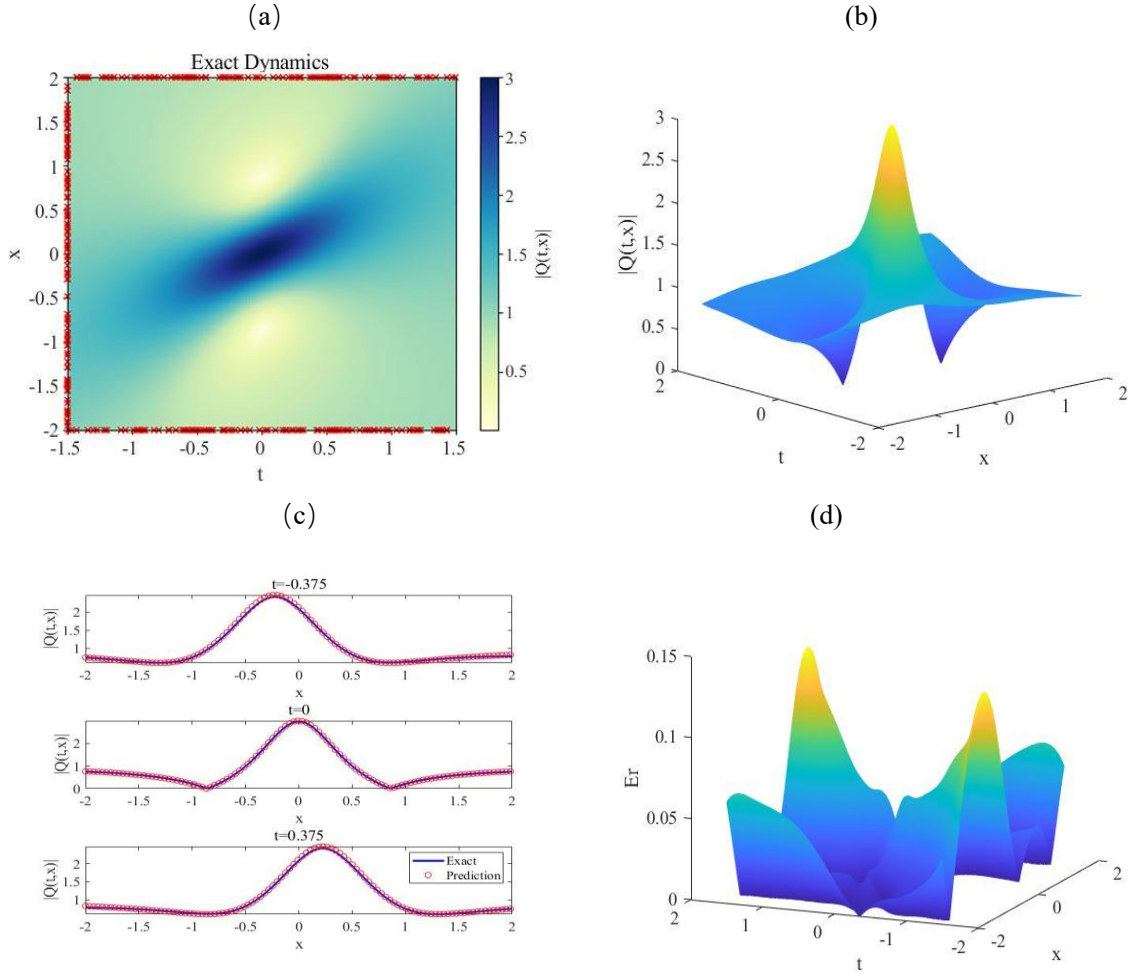 (a)
(b)
Exact Dynamics
2
1.5
1
0.5
0
-0.5
-1
-1.5
-2
x
-1.5 -1 -0.5 0 0.5 1 1.5
t
3
2.5
2
1.5
1
0.5
|Q(t,x)|
3
2.5
2
1.5
1
0.5
0
|Q(t,x)|
2 0 -2
t
-2 -1 0 1 2
x
(c)
(d)
t=-0.375
|Q(t,x)|
2
1.5
1
-2 -1.5 -1 -0.5 0 0.5 1 1.5 2
x
t=0
|Q(t,x)|
2
1
0
-2 -1.5 -1 -0.5 0 0.5 1 1.5 2
x
t=0.375
|Q(t,x)|
2
1.5
1
Exact
Prediction
-2 -1.5 -1 -0.5 0 0.5 1 1.5 2
x
0.15
0.1
0.05
0
Er
2 1 0 -1 -2
t
-2 0 2
x